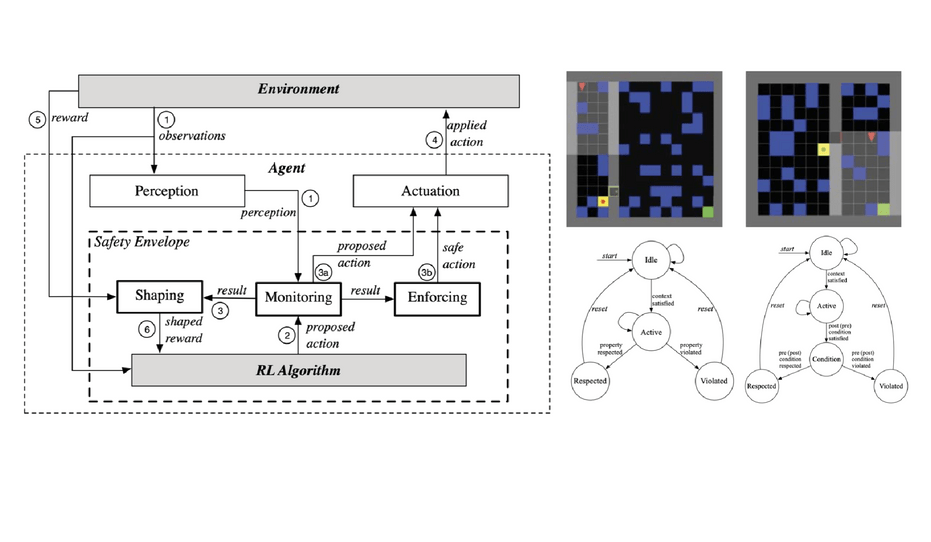 Environment
5
reward
1
observations
4
applied
action
Agent
Perception
Actuation
perception
1
Safety Envelope
proposed
action
3a
safe
action
3b
Shaping
result
3
Monitoring
result
Enforcing
6
shaped
reward
2
proposed
action
RL Algorithm
start
Idle
context
satisfied
reset
reset
Active
property
respected
property
violated
Respected
Violated
start
Idle
context
satisfied
reset
reset
Active
post (pre)
condition
satisfied
Condition
pre (post)
condition
respected
pre (post)
condition
violated
Respected
Violated